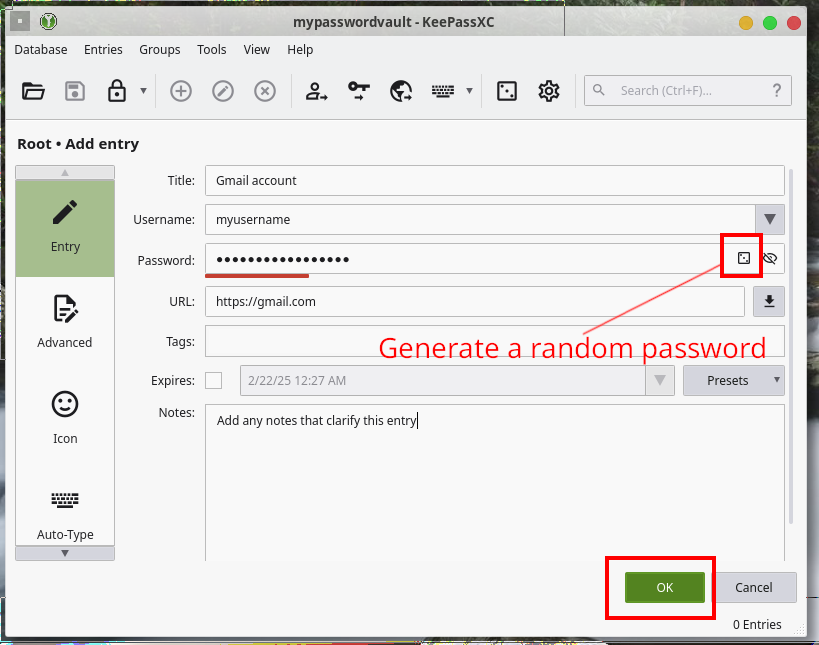 mypasswordvault - KeePassXC
Database Entries Groups Tools View Help
Search (Ctrl+F)... ?
Root • Add entry
Title: Gmail account
Username: myusername
Entry
Password: •••••••••••••••••
URL: https://gmail.com
Advanced
Tags:
Generate a random password
Expires: 2/22/25 12:27 AM Presets
Notes: Add any notes that clarify this entry
Icon
Auto-Type
OK Cancel
0 Entries